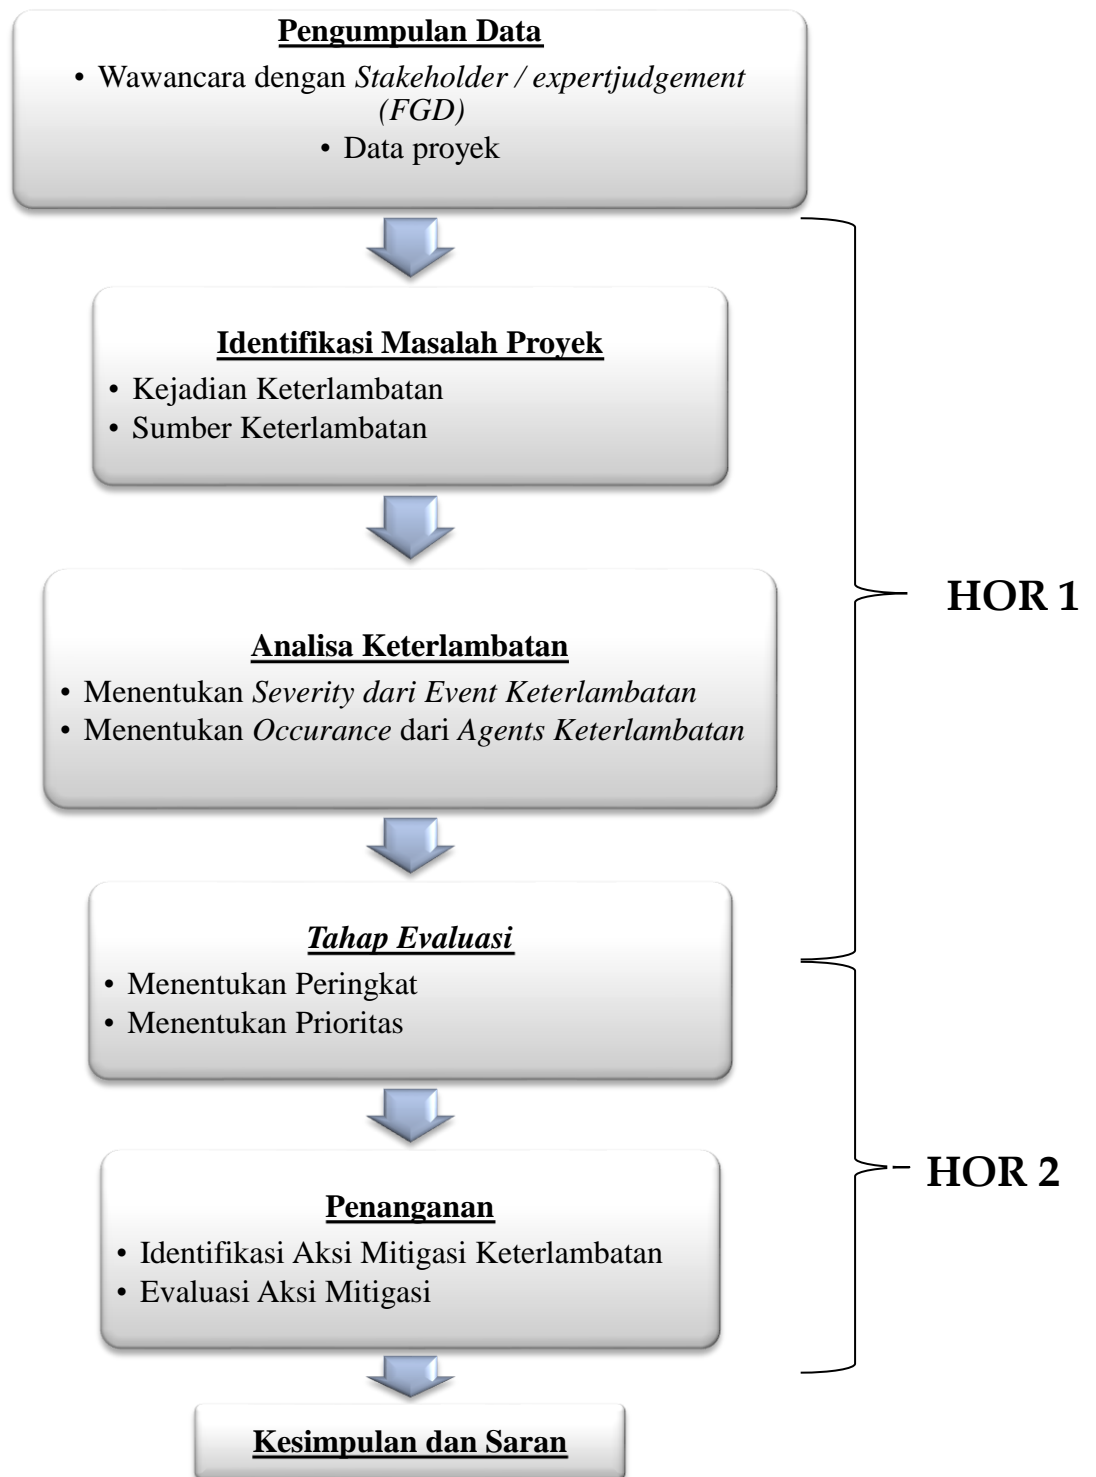 Pengumpulan Data
• Wawancara dengan Stakeholder / expertjudgement
(FGD)
• Data proyek
Identifikasi Masalah Proyek
• Kejadian Keterlambatan
• Sumber Keterlambatan
HOR 1
Analisa Keterlambatan
• Menentukan Severity dari Event Keterlambatan
• Menentukan Occurance dari Agents Keterlambatan
Tahap Evaluasi
• Menentukan Peringkat
• Menentukan Prioritas
HOR 2
Penanganan
• Identifikasi Aksi Mitigasi Keterlambatan
• Evaluasi Aksi Mitigasi
Kesimpulan dan Saran